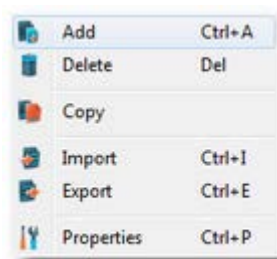 Add Ctrl+A
Delete Del
Copy
Import Ctrl+I
Export Ctrl+E
Properties Ctrl+P